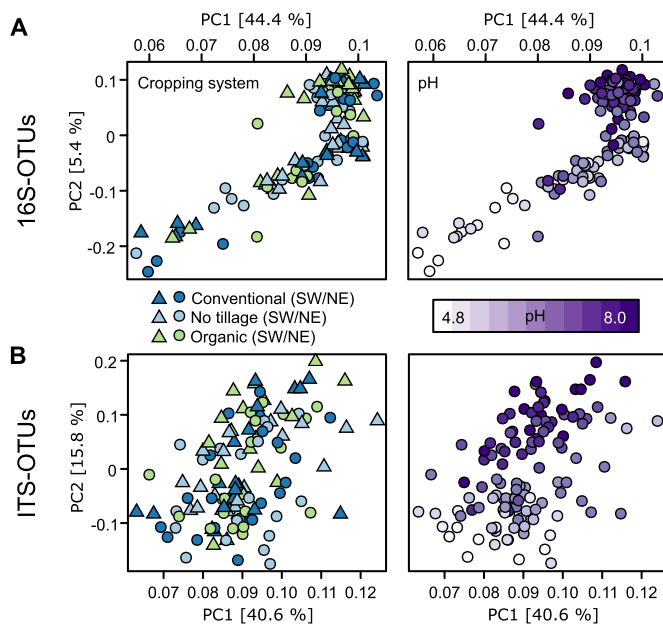 A
PC1 [44.4 %]
PC1 [44.4 %]
0.06 0.07 0.08 0.09 0.1
0.06 0.07 0.08 0.09 0.1
16S-OTUs
PC2 [5.4 %]
0.1
0
-0.1
-0.2
Cropping system
pH
Conventional (SW/NE)
No tillage (SW/NE)
Organic (SW/NE)
4.8 pH 8.0
B
ITS-OTUs
PC2 [15.8 %]
0.2
0.1
0
-0.1
0.07 0.08 0.09 0.10 0.11 0.12
0.07 0.08 0.09 0.10 0.11 0.12
PC1 [40.6 %]
PC1 [40.6 %]